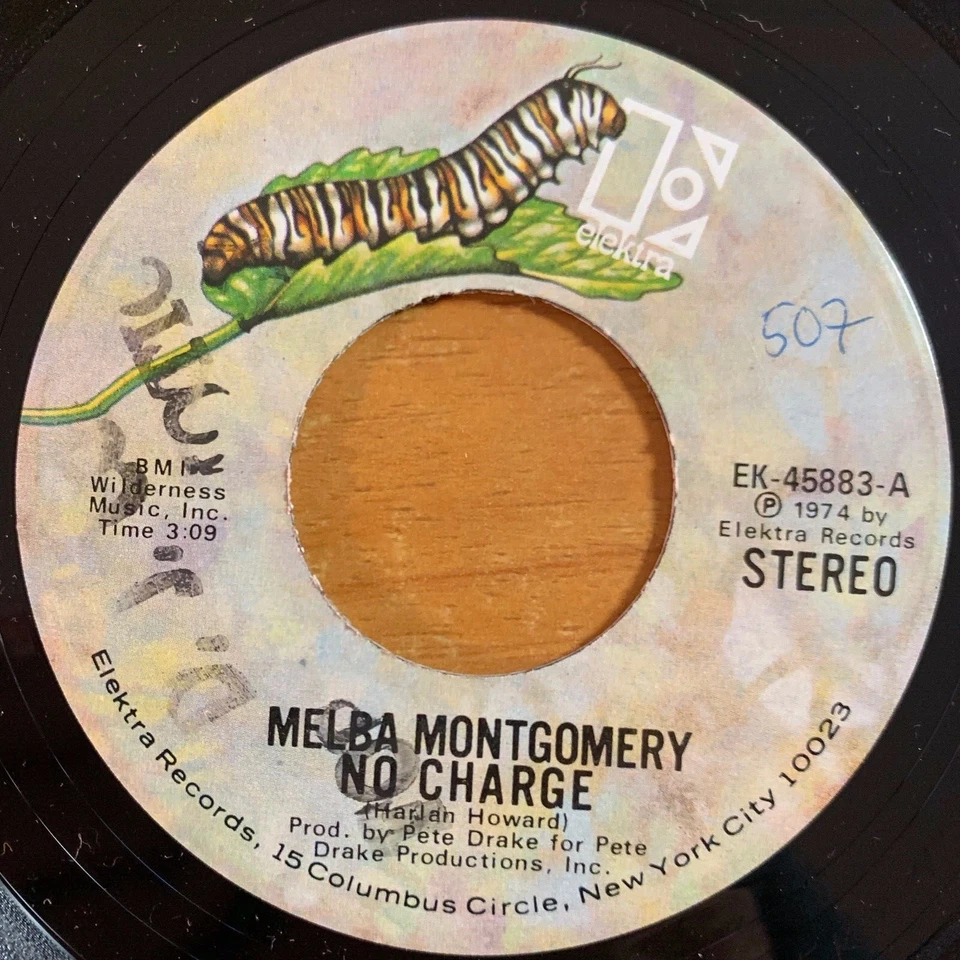 elektra
507
BMI
Wilderness
Music, Inc.
Time 3:09
EK-45883-A
Ⓟ 1974 by
Elektra Records
STEREO
MELBA MONTGOMERY
NO CHARGE
(Harlan Howard)
Prod. by Pete Drake for Pete
Drake Productions, Inc.
Elektra Records, 15 Columbus Circle, New York City 10023